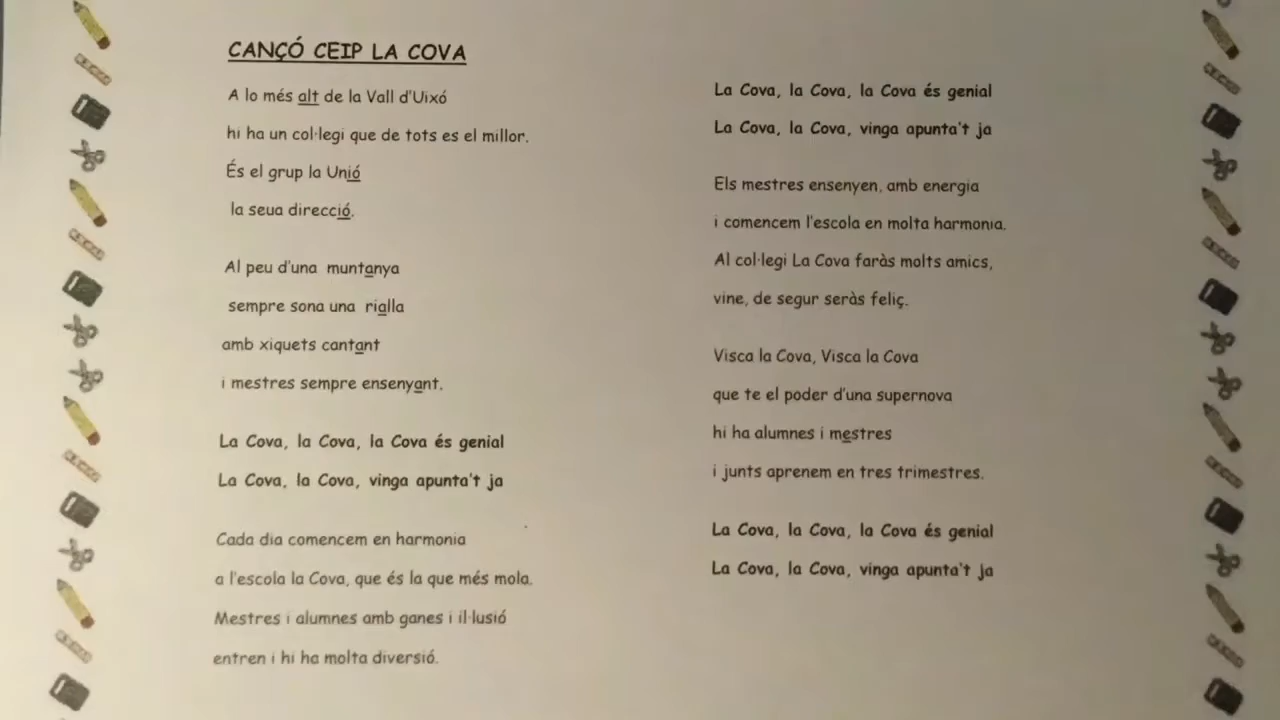 CANÇÓ CEIP LA COVA
A lo més alt de la Vall d'Uixó
hi ha un col·legi que de tots es el millor.
És el grup la Unió
la seua direcció.
Al peu d'una muntanya
sempre sona una rialla
amb xiquets cantant
i mestres sempre ensenyant.
La Cova, la Cova, la Cova és genial
La Cova, la Cova, vinga apunta't ja
Cada dia comencem en harmonia
a l'escola la Cova, que és la que més mola.
Mestres i alumnes amb ganes i il·lusió
entren i hi ha molta diversió.
La Cova, la Cova, la Cova és genial
La Cova, la Cova, vinga apunta't ja
Els mestres ensenyen, amb energia
i comencem l'escola en molta harmonia.
Al col·legi La Cova faràs molts amics,
vine, de segur seràs feliç.
Visca la Cova, Visca la Cova
que te el poder d'una supernova
hi ha alumnes i mestres
i junts aprenem en tres trimestres.
La Cova, la Cova, la Cova és genial
La Cova, la Cova, vinga apunta't ja